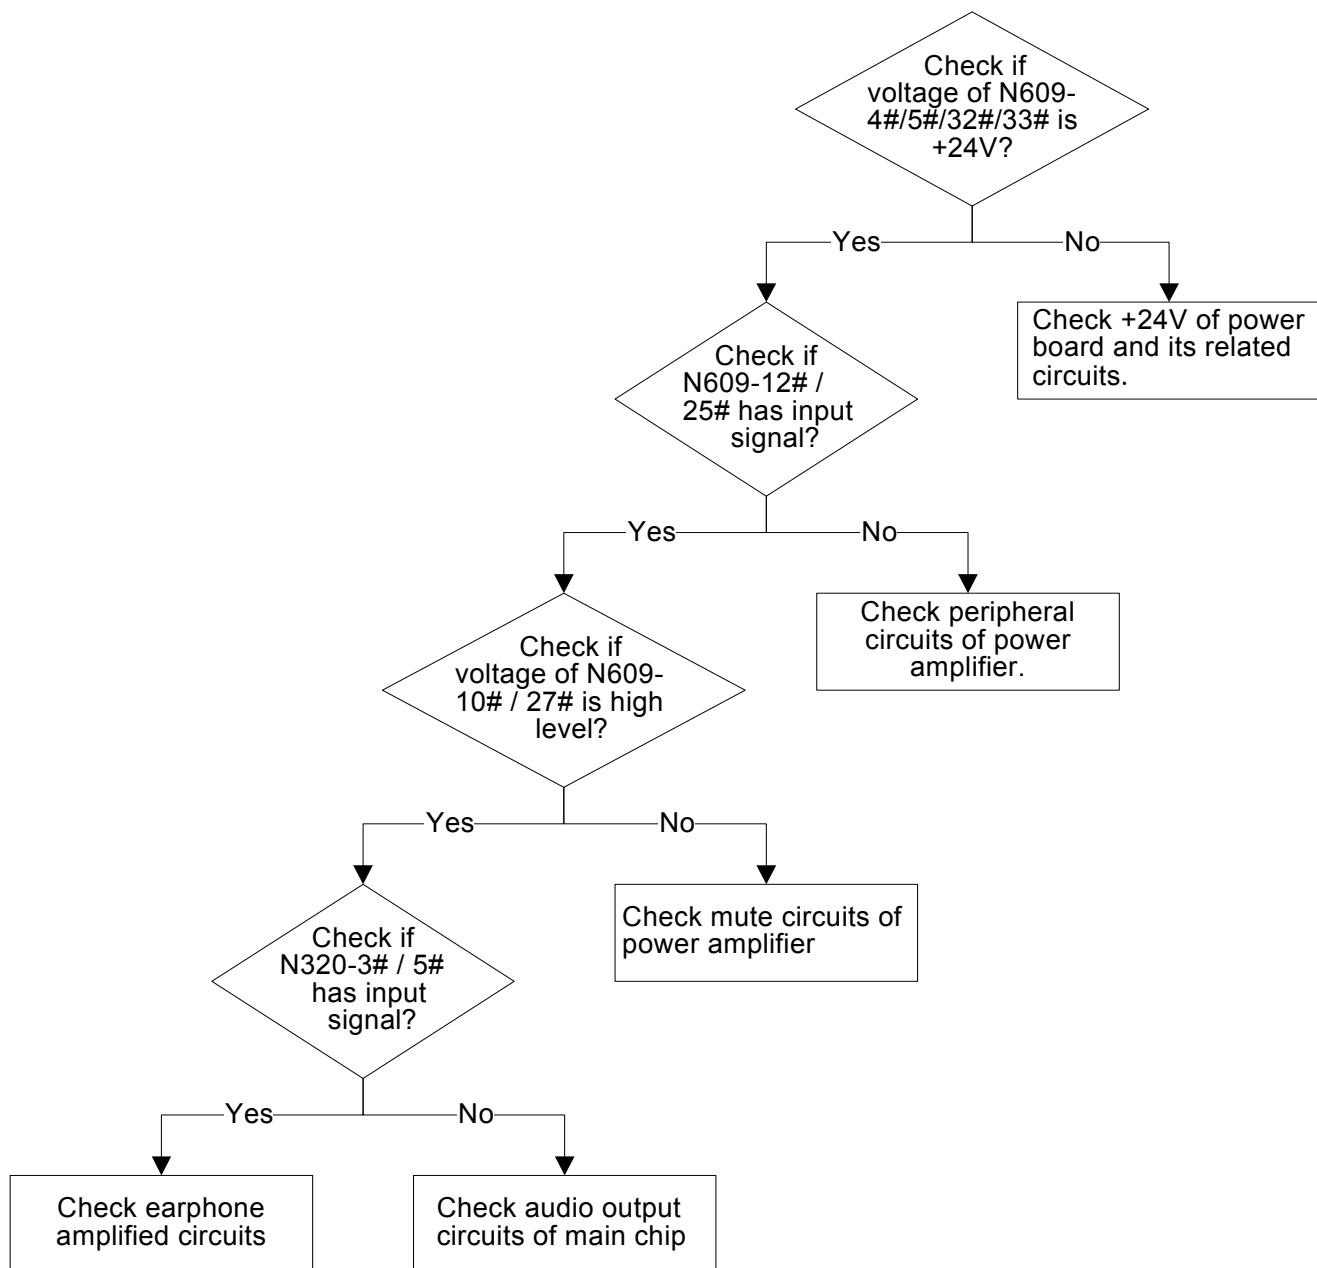 Check if
voltage of N609-
4#/5#/32#/33# is
+24V?
Yes
No
Check +24V of power
board and its related
circuits.
Check if
N609-12# /
25# has input
signal?
Yes
No
Check peripheral
circuits of power
amplifier.
Check if
voltage of N609-
10# / 27# is high
level?
Yes
No
Check mute circuits of
power amplifier
Check if
N320-3# / 5#
has input
signal?
Yes
No
Check earphone
amplified circuits
Check audio output
circuits of main chip